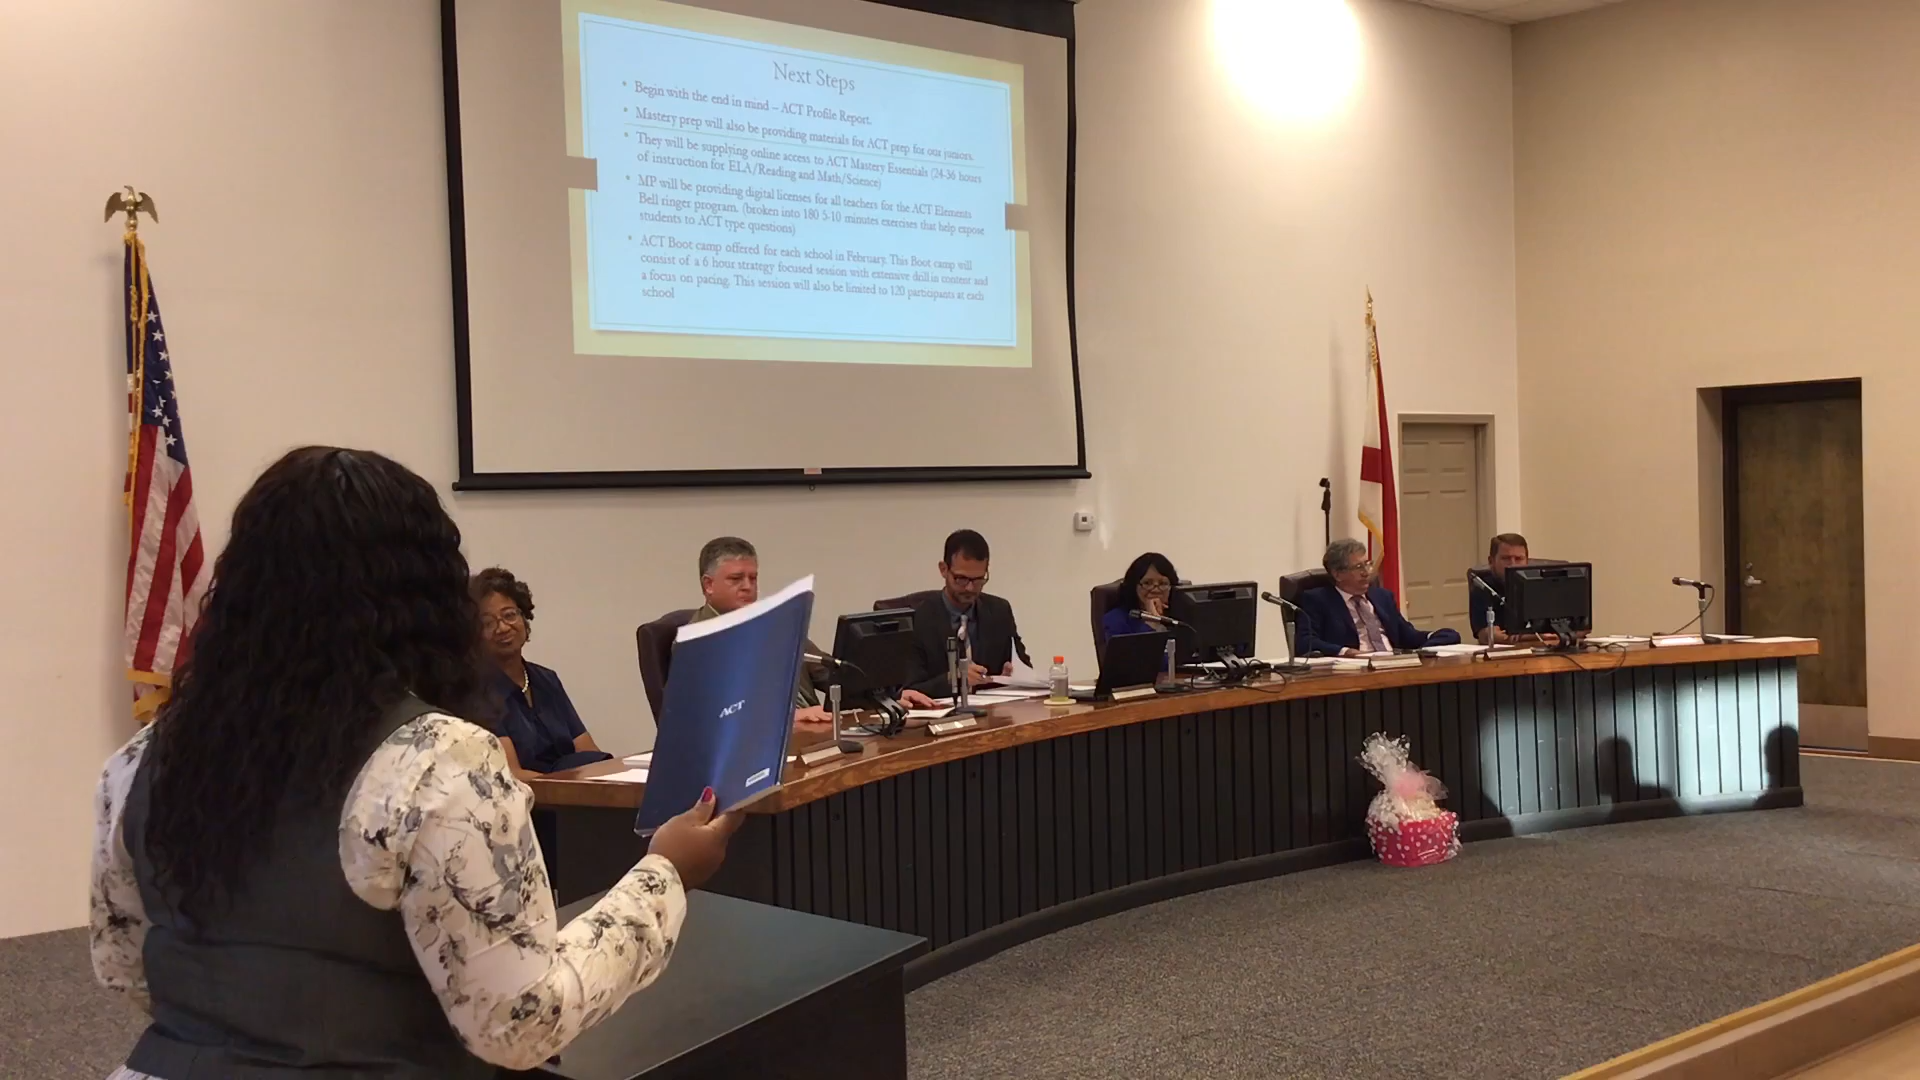 Next Steps
• Begin with the end in mind – ACT Profile Report.
• Mastery prep will also be providing materials for ACT prep for our juniors.
• They will be supplying online access to ACT Mastery Essentials (24-36 hours
of instruction for ELA/Reading and Math/Science)
• MP will be providing digital licenses for all teachers for the ACT Elements
Bell ringer program. (broken into 180 5-10 minutes exercises that help expose
students to ACT type questions)
• ACT Boot camp offered for each school in February. This Boot camp will
consist of a 6 hour strategy focused session with extensive drill in content and
a focus on pacing. This session will also be limited to 120 participants at each
school
ACT